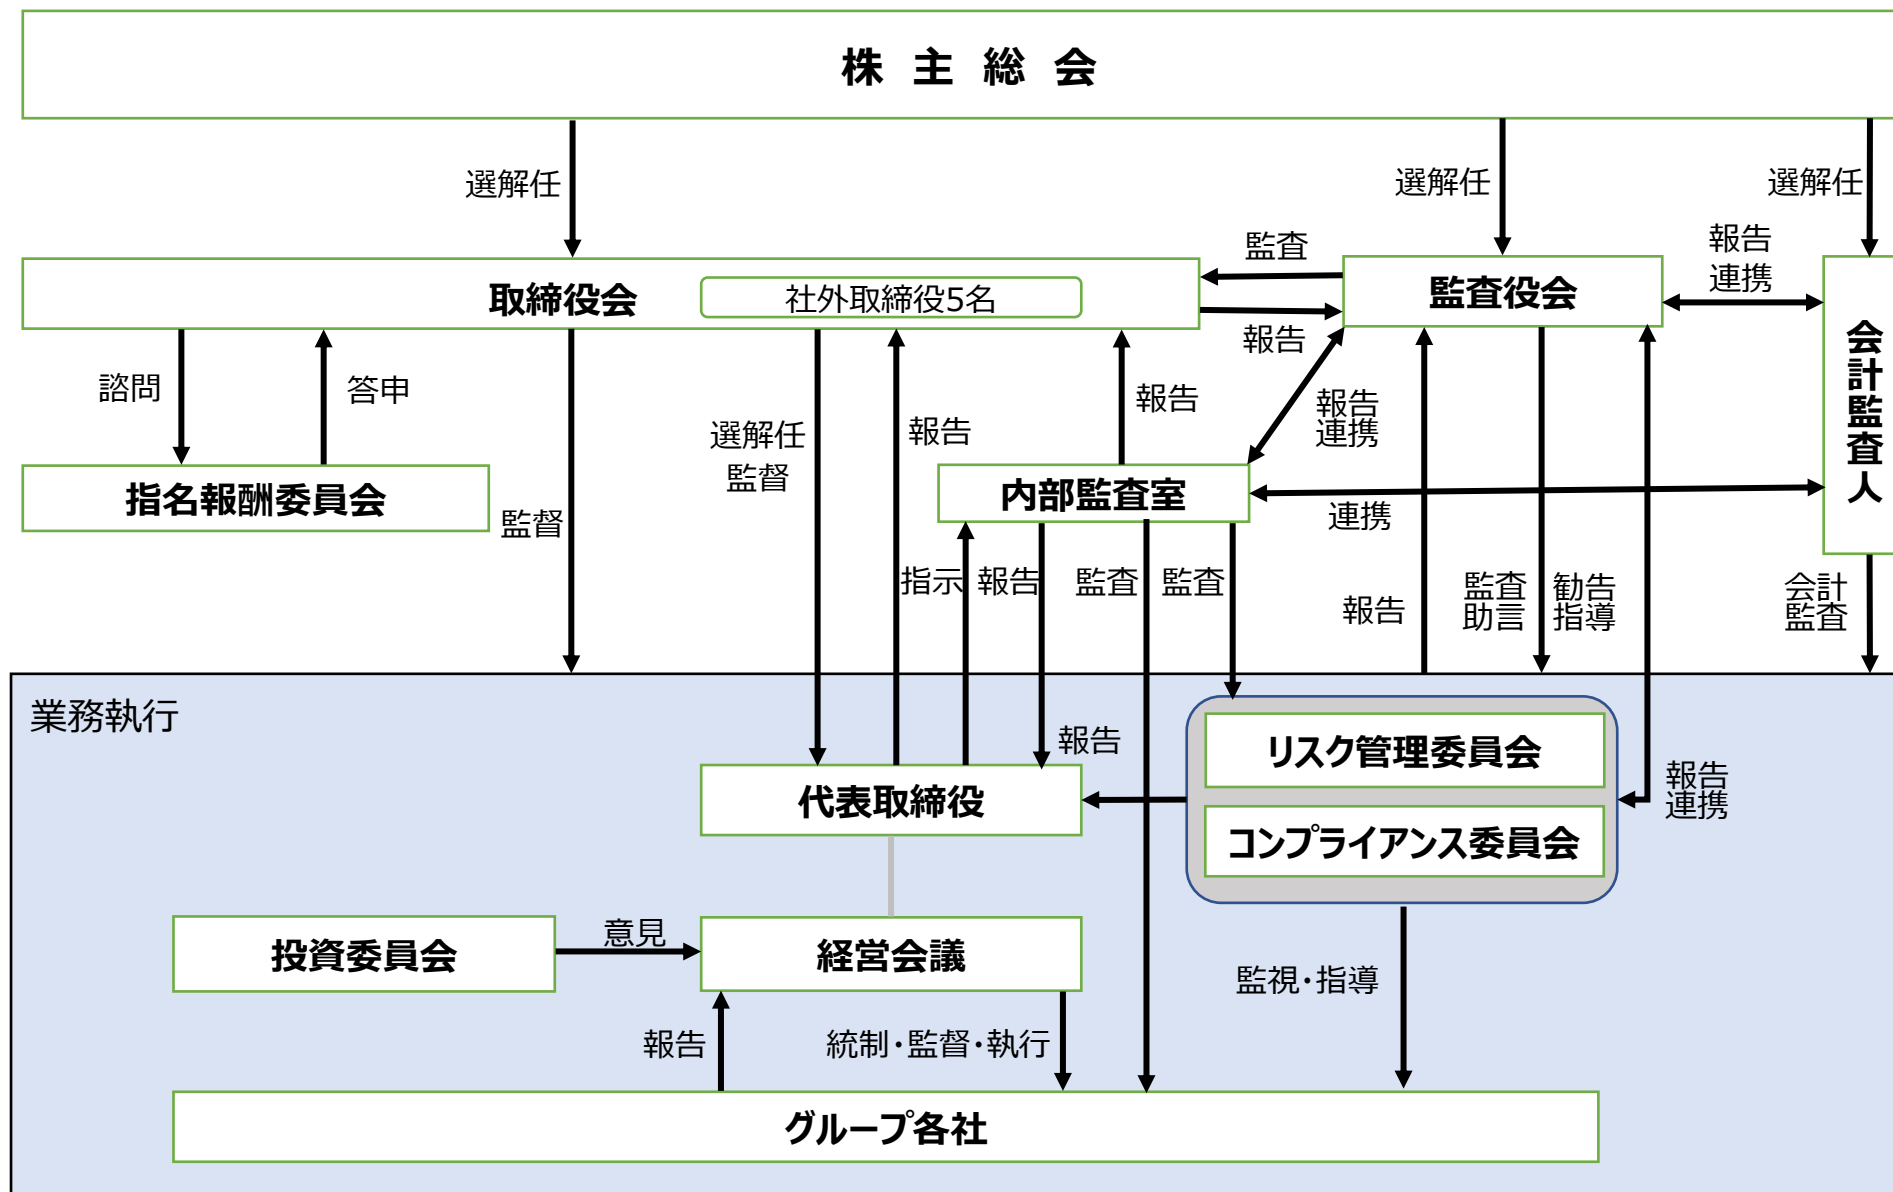 株 主 総 会
選解任
選解任
選解任
取締役会
社外取締役5名
監査
報告
監査役会
報告
連携
会計監査人
諮問
答申
選解任
監督
報告
報告
報告
連携
指名報酬委員会
監督
内部監査室
連携
指示
報告
監査
監査
報告
監査
助言
勧告
指導
会計
監査
業務執行
報告
代表取締役
リスク管理委員会
コンプライアンス委員会
報告
連携
投資委員会
意見
経営会議
監視・指導
報告
統制・監督・執行
グループ各社